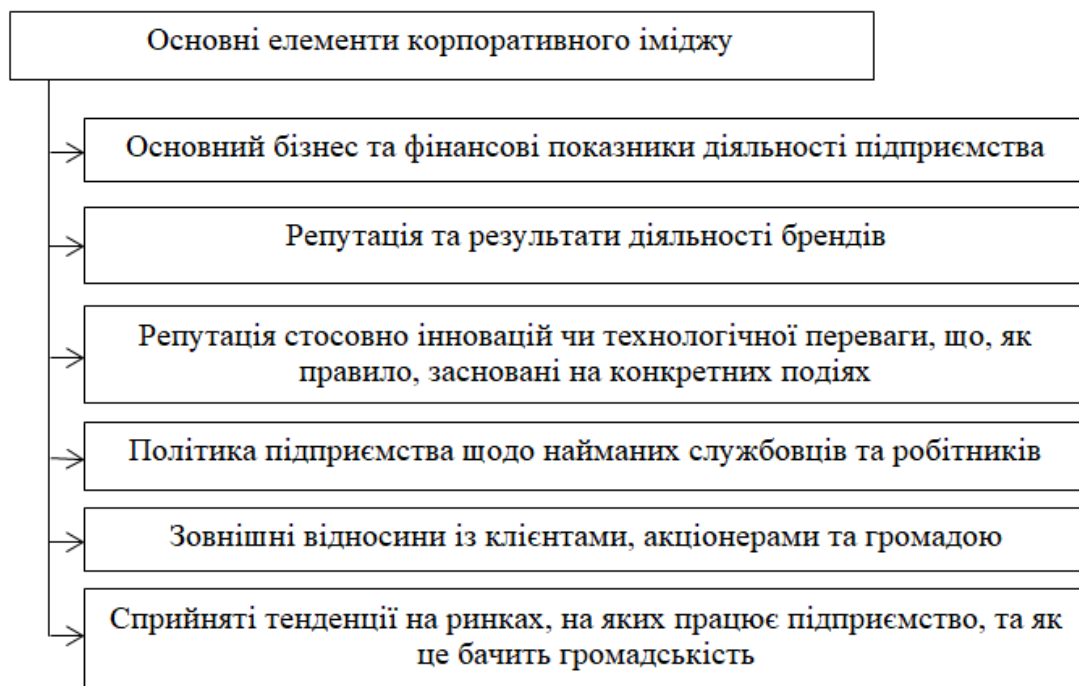 Основні елементи корпоративного іміджу
Основний бізнес та фінансові показники діяльності підприємства
Репутація та результати діяльності брендів
Репутація стосовно інновацій чи технологічної переваги, що, як
правило, засновані на конкретних подіях
Політика підприємства щодо найманих службовців та робітників
Зовнішні відносини із клієнтами, акціонерами та громадою
Сприйняті тенденції на ринках, на яких працює підприємство, та як
це бачить громадськість